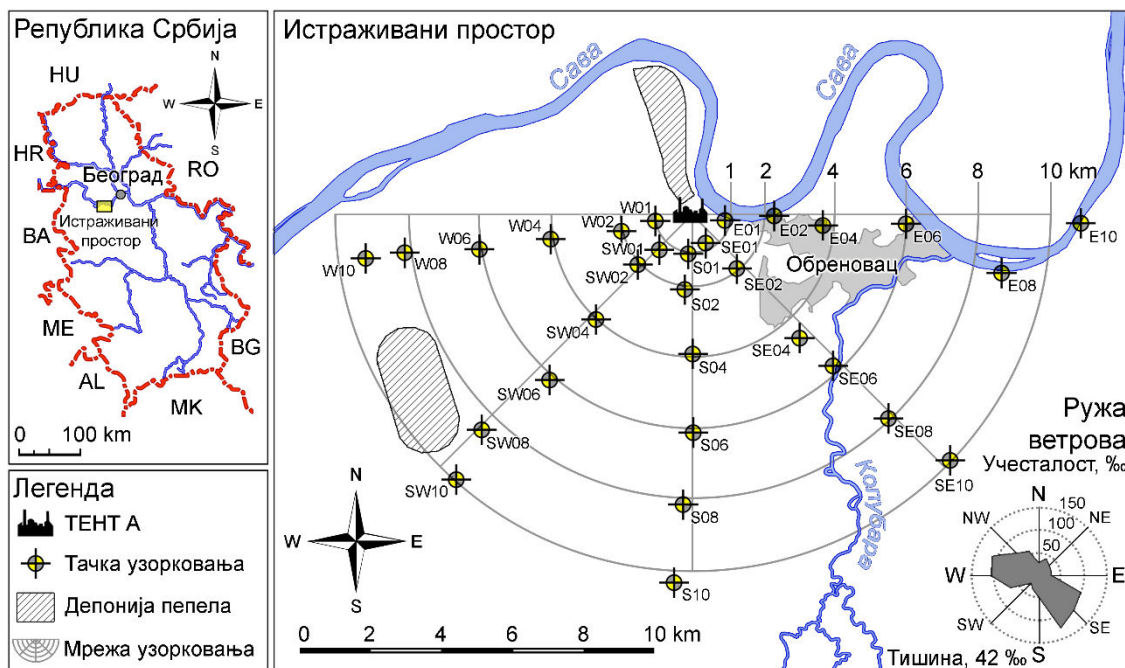 Република Србија
N
W E
S
HU
HR
RO
Београд
Истраживани
простор
BA
ME
BG
AL
MK
0 100 km
Легенда
ТЕНТ А
Тачка узорковања
Депонија пепела
Мрежа узорковања
Истраживани простор
Сава
Сава
1 2 4 6 8 10 km
W01
W02
W04
W06
W08
W10
E01
E02
E04
E06
E08
E10
SW01
SW02
SW04
SW06
SW08
SW10
S01
S02
S04
S06
S08
S10
SE01
SE02
SE04
SE06
SE08
SE10
Обреновац
Колубара
N
W E
S
0 2 4 6 8 10 km
Ружа
ветрова
Учесталост, ‰
N
NW NE
150
100
50
W E
SW SE
S
Тишина, 42 ‰